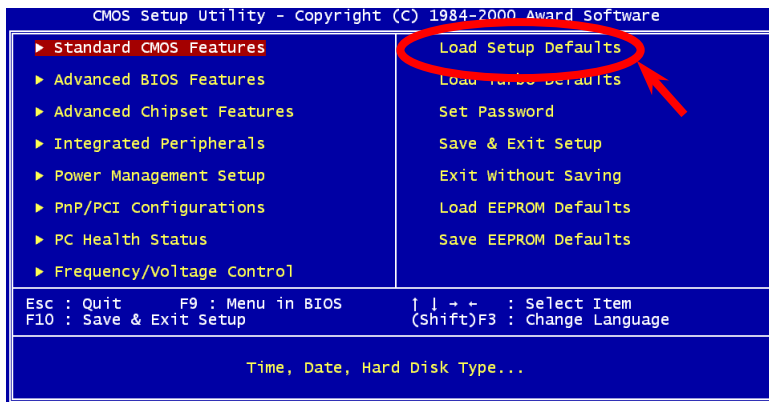 CMOS Setup Utility - Copyright (C) 1984-2000 Award Software
▶ Standard CMOS Features
▶ Advanced BIOS Features
▶ Advanced Chipset Features
▶ Integrated Peripherals
▶ Power Management Setup
▶ PnP/PCI Configurations
▶ PC Health Status
▶ Frequency/Voltage Control
Load Setup Defaults
Load Turbo Defaults
Set Password
Save & Exit Setup
Exit Without Saving
Load EEPROM Defaults
Save EEPROM Defaults
Esc : Quit F9 : Menu in BIOS ↑ ↓ → ← : Select Item
F10 : Save & Exit Setup (Shift)F3 : Change Language
Time, Date, Hard Disk Type...